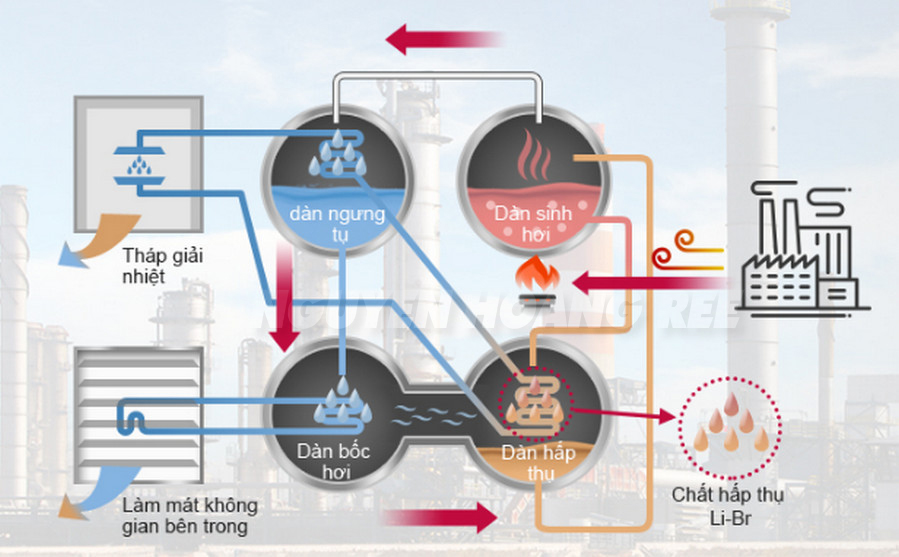 dàn ngưng
tụ
Dàn sinh
hơi
Tháp giải
nhiệt
NGUYEN HOANG REE
Dàn bốc
hơi
Dàn hấp
thụ
Làm mát không
gian bên trong
Chất hấp thụ
Li-Br